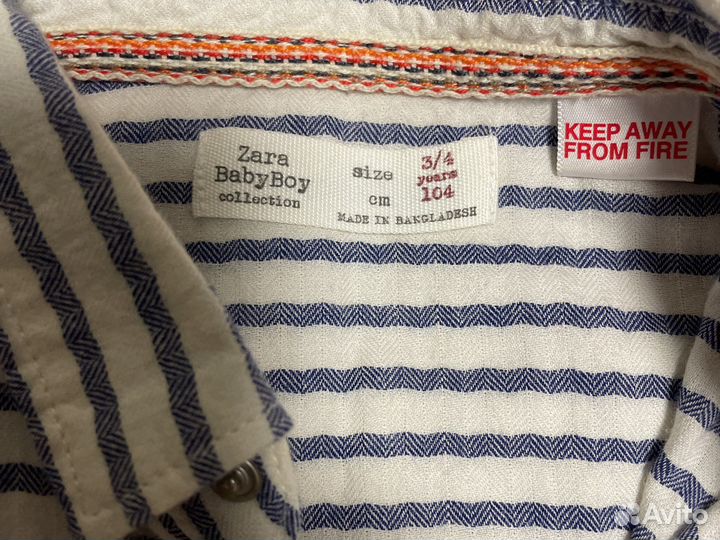 Zara
BabyBoy
collection
size
cm
3/4
years
104
MADE IN BANGLADESH
KEEP AWAY
FROM FIRE
Avito